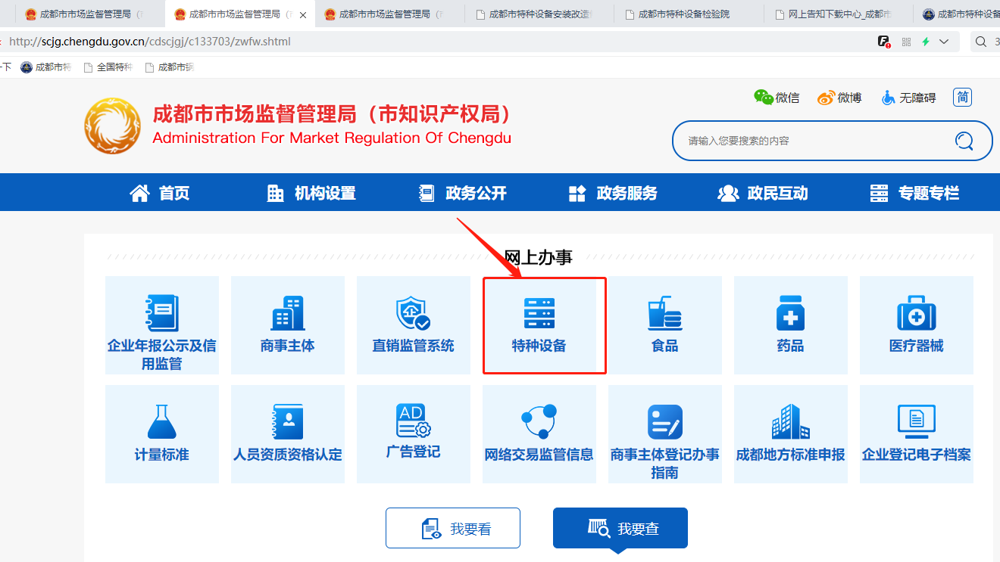 成都市市场监督管理局（
成都市市场监督管理局（
成都市市场监督管理局（
成都市特种设备安装改造
成都市特种设备检验院
网上告知下载中心_成都市
成都市特种设备
http://scjg.chengdu.gov.cn/cdscjgj/c133703/zwfw.shtml
3
下
成都市特
全国特种
成都市锅
成都市市场监督管理局（市知识产权局）
Administration For Market Regulation Of Chengdu
微信
微博
无障碍
简
请输入您要搜索的内容
首页
机构设置
政务公开
政务服务
政民互动
专题专栏
网上办事
企业年报公示及信
用监管
商事主体
直销监管系统
特种设备
食品
药品
医疗器械
计量标准
人员资质资格认定
AD
广告登记
网络交易监管信息
商事主体登记办事
指南
成都地方标准申报
企业登记电子档案
我要看
我要查